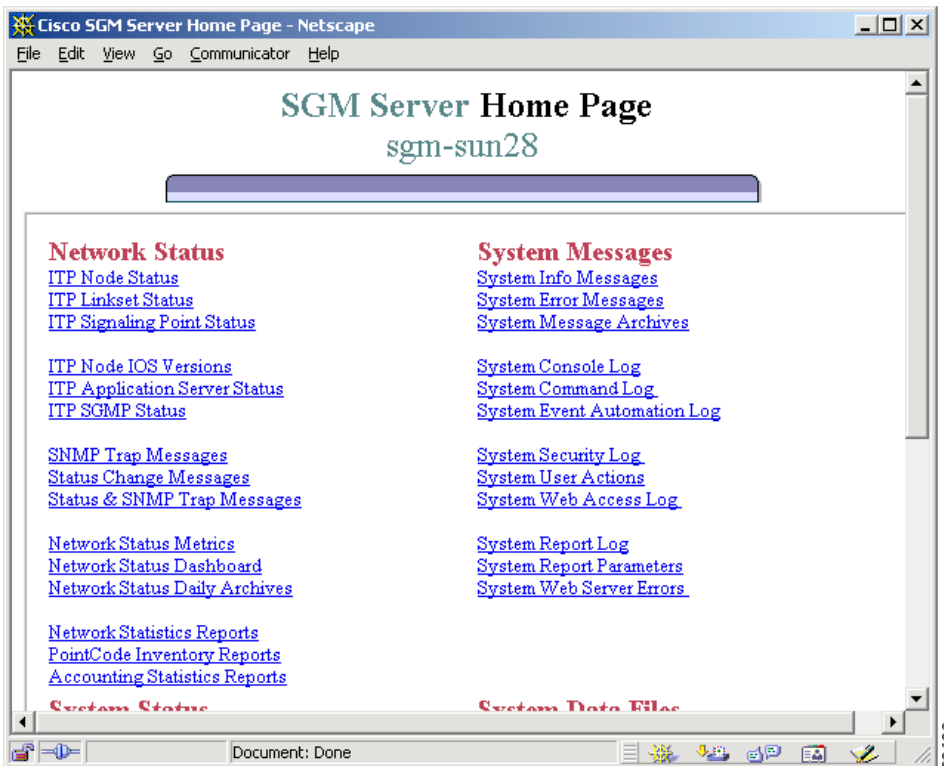 Cisco SGM Server Home Page - Netscape
File Edit View Go Communicator Help
SGM Server Home Page
sgm-sun28
Network Status
ITP Node Status
ITP Linkset Status
ITP Signaling Point Status
ITP Node IOS Versions
ITP Application Server Status
ITP SGMP Status
SNMP Trap Messages
Status Change Messages
Status & SNMP Trap Messages
Network Status Metrics
Network Status Dashboard
Network Status Daily Archives
Network Statistics Reports
PointCode Inventory Reports
Accounting Statistics Reports
System Status
System Messages
System Info Messages
System Error Messages
System Message Archives
System Console Log
System Command Log
System Event Automation Log
System Security Log
System User Actions
System Web Access Log
System Report Log
System Report Parameters
System Web Server Errors
System Data Files
Document: Done